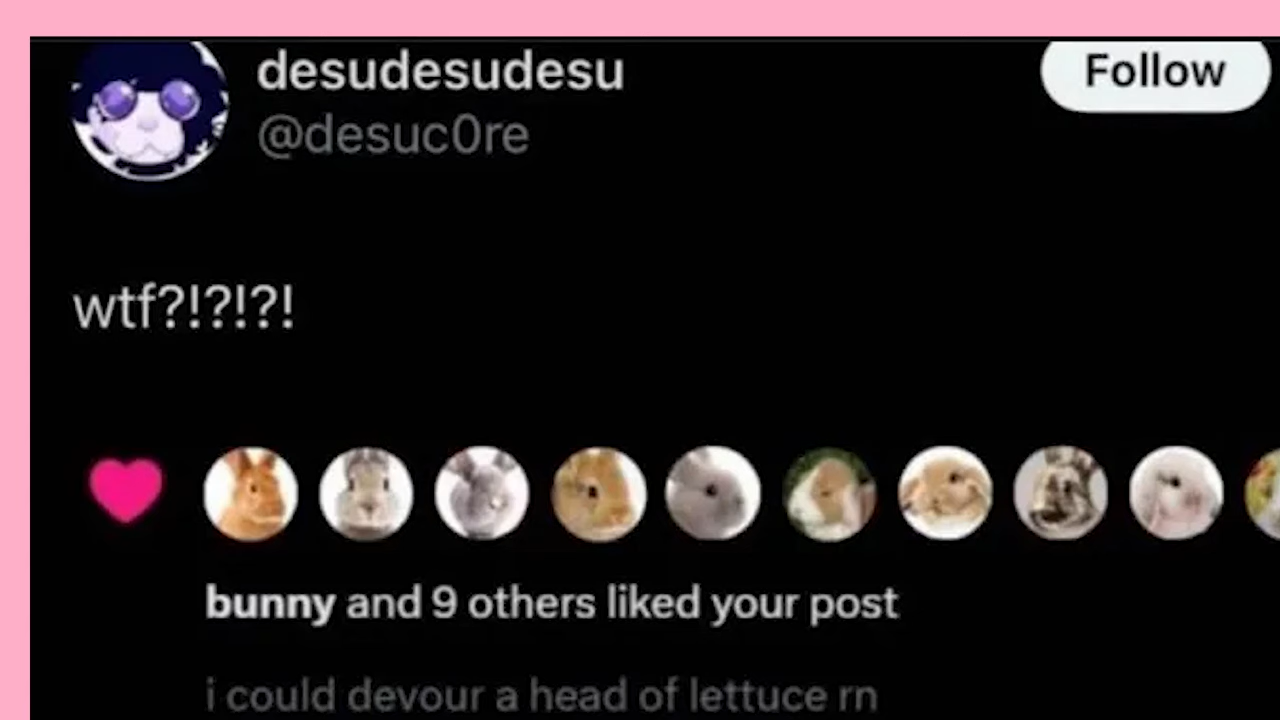 desudesudesu
Follow
@desuc0re
wtf?!?!?!
bunny and 9 others liked your post
i could devour a head of lettuce rn